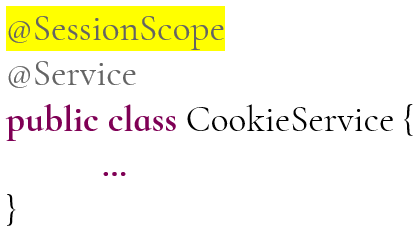 @SessionScope
@Service
public class CookieService {
...
}